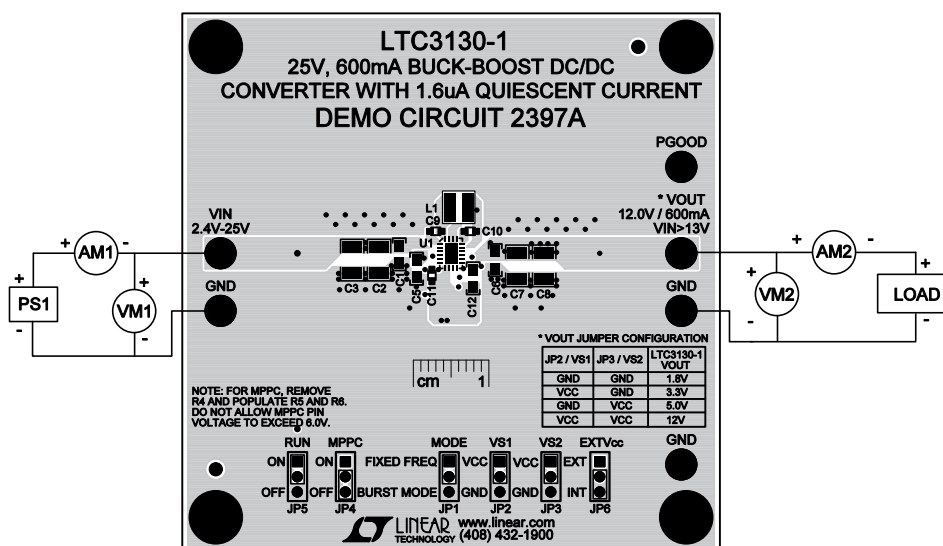 LTC3130-1
25V, 600mA BUCK-BOOST DC/DC
CONVERTER WITH 1.6uA QUIESCENT CURRENT
DEMO CIRCUIT 2397A
PGOOD
* VOUT
12.0V / 600mA
VIN>13V
VIN
2.4V-25V
L1
C9
C10
U1
+ AM1 -
+ AM2 -
C3
C2
C1
C5
C11
C12
C6
C7
C8
+
PS1
-
+
VM1
-
GND
GND
+
VM2
-
+
LOAD
-
* VOUT JUMPER CONFIGURATION
JP2 / VS1 JP3 / VS2 LTC3130-1 VOUT
GND GND 1.8V
VCC GND 3.3V
GND VCC 5.0V
VCC VCC 12V
cm 1
NOTE: FOR MPPC, REMOVE
R4 AND POPULATE R5 AND R6.
DO NOT ALLOW MPPC PIN
VOLTAGE TO EXCEED 6.0V.
GND
RUN MPPC MODE VS1 VS2 EXTVcc
ON ON FIXED FREQ VCC VCC EXT
OFF OFF BURST MODE GND GND INT
JP5 JP4 JP1 JP2 JP3 JP6
LINEAR TECHNOLOGY
www.linear.com
(408) 432-1900